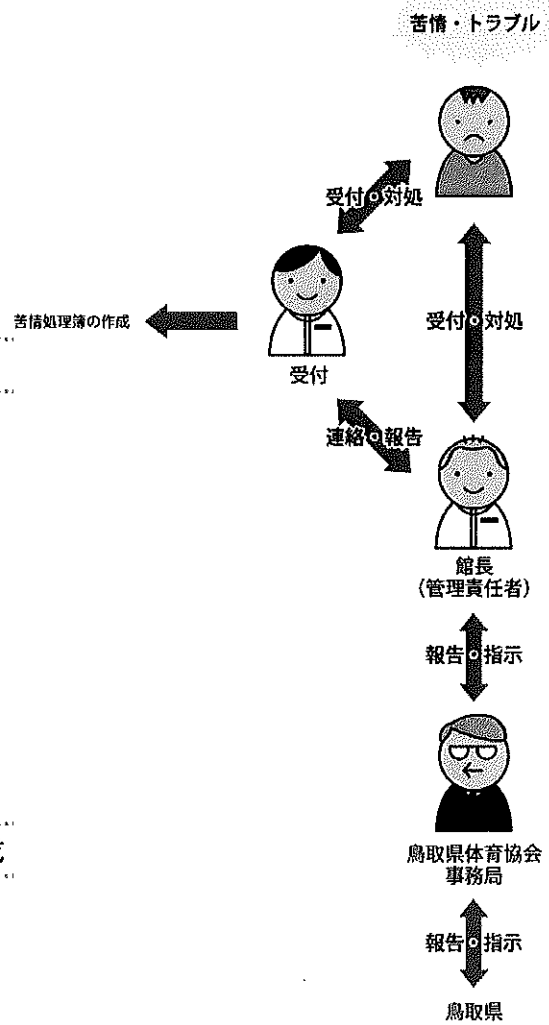 苦情・トラブル
受付・対処
苦情処理簿の作成
受付・対処
受付
連絡・報告
館長
（管理責任者）
報告・指示
鳥取県体育協会
事務局
報告・指示
鳥取県